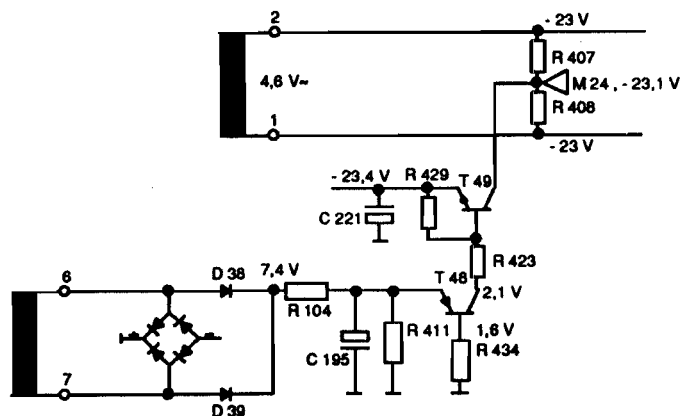 2
- 23 V
R 407
4,6 V~
M 24 , - 23,1 V
R 408
1
- 23 V
- 23,4 V
R 429
T 49
C 221
R 423
6
D 38
7,4 V
T 48
2,1 V
R 104
R 411
1,6 V
C 195
R 434
7
D 39